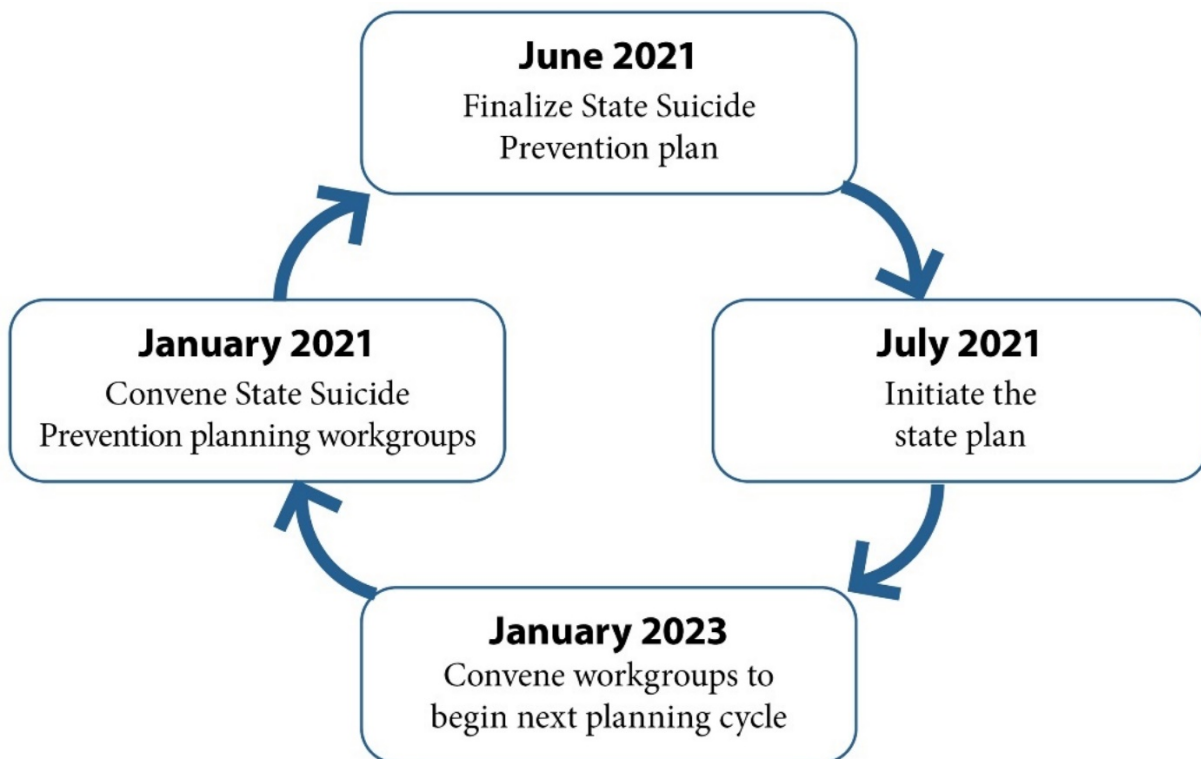 June 2021
Finalize State Suicide
Prevention plan
January 2021
Convene State Suicide
Prevention planning workgroups
July 2021
Initiate the
state plan
January 2023
Convene workgroups to
begin next planning cycle